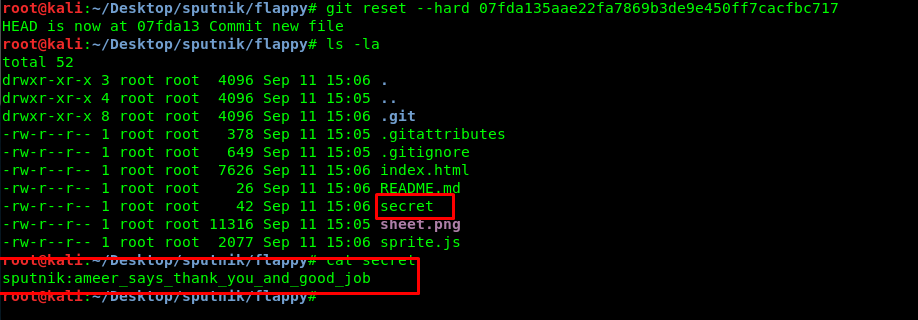 root@kali:~/Desktop/sputnik/flappy# git reset --hard 07fda135aae22fa7869b3de9e450ff7cacfbc717
HEAD is now at 07fda13 Commit new file
root@kali:~/Desktop/sputnik/flappy# ls -la
total 52
drwxr-xr-x 3 root root  4096 Sep 11 15:06 .
drwxr-xr-x 4 root root  4096 Sep 11 15:05 ..
drwxr-xr-x 8 root root  4096 Sep 11 15:06 .git
-rw-r--r-- 1 root root   378 Sep 11 15:05 .gitattributes
-rw-r--r-- 1 root root   649 Sep 11 15:05 .gitignore
-rw-r--r-- 1 root root  7626 Sep 11 15:06 index.html
-rw-r--r-- 1 root root    26 Sep 11 15:06 README.md
-rw-r--r-- 1 root root    42 Sep 11 15:06 secret
-rw-r--r-- 1 root root 11316 Sep 11 15:05 sheet.png
-rw-r--r-- 1 root root  2077 Sep 11 15:06 sprite.js
root@kali:~/Desktop/sputnik/flappy# cat secret
sputnik:ameer_says_thank_you_and_good_job
root@kali:~/Desktop/sputnik/flappy#